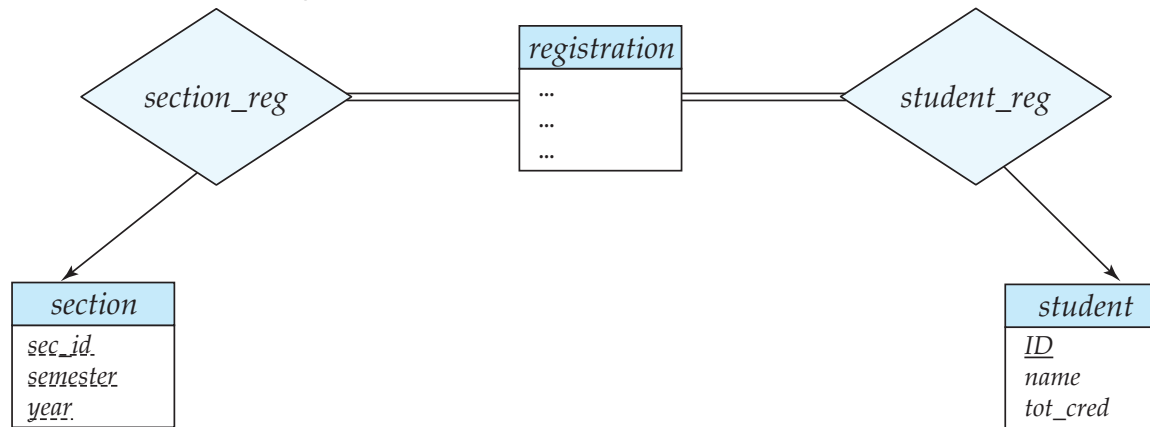 section_reg
registration
...
...
...
student_reg
section
sec_id
semester
year
student
ID
name
tot_cred